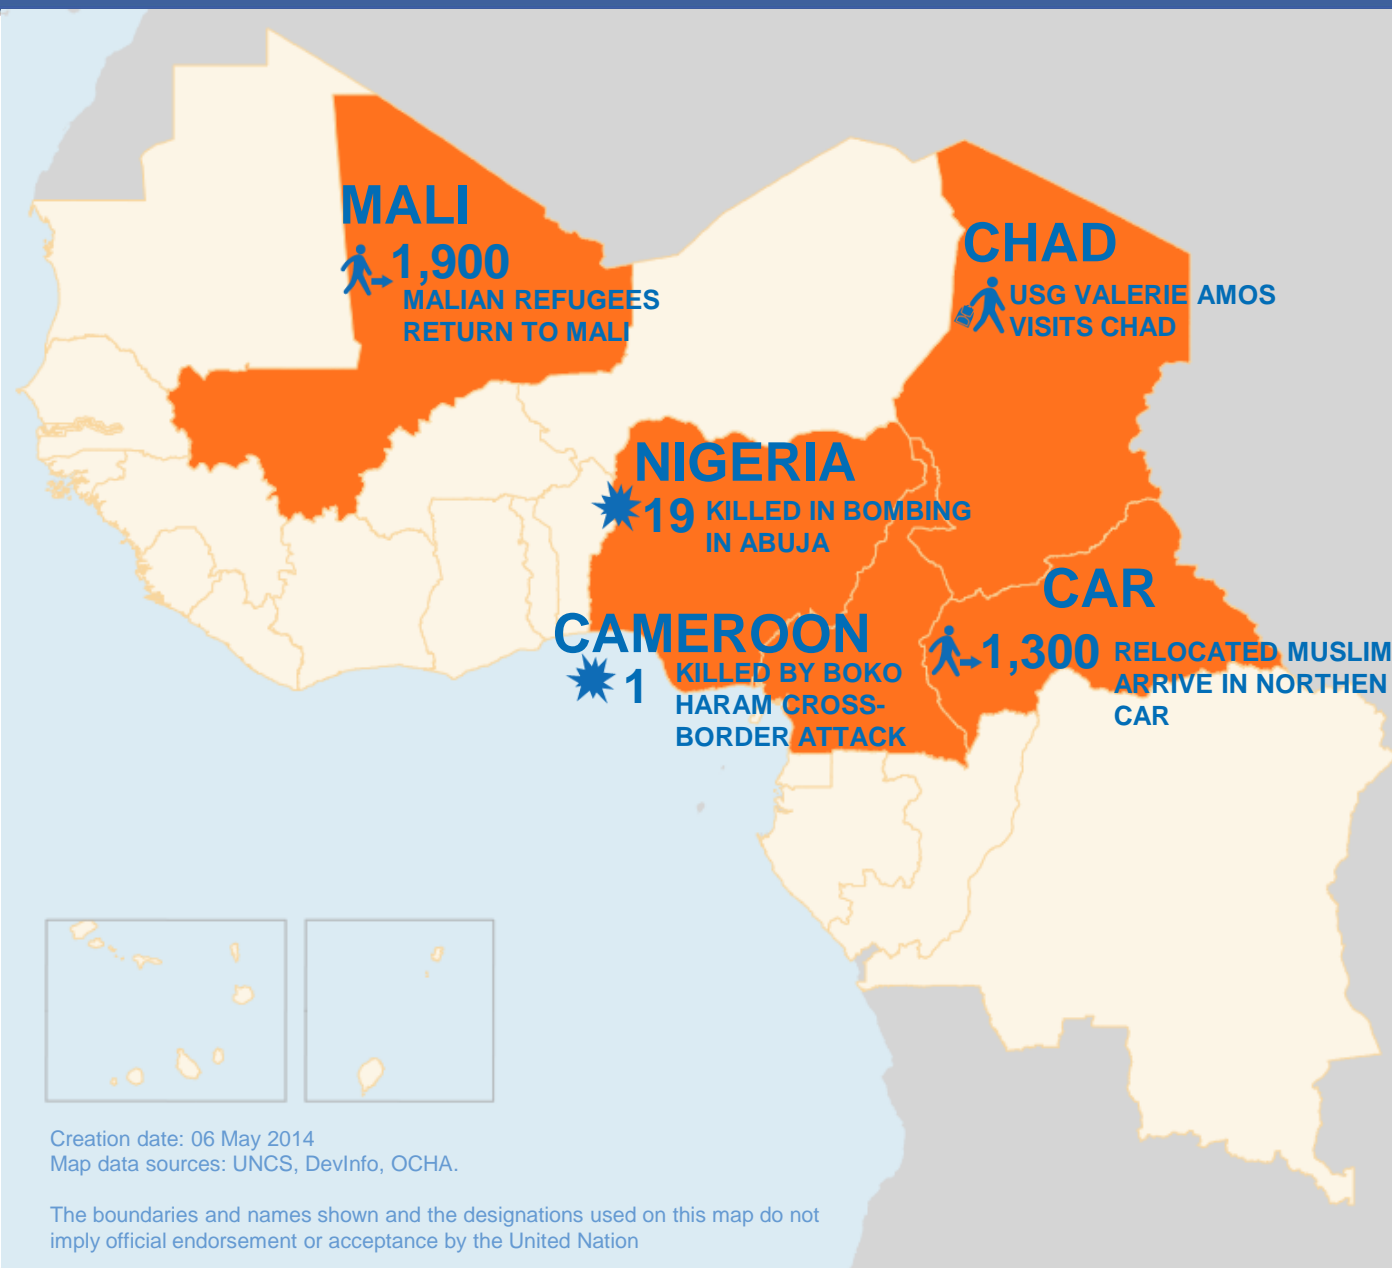 MALI
1,900
MALIAN REFUGEES
RETURN TO MALI
CHAD
USG VALERIE AMOS
VISITS CHAD
NIGERIA
19 KILLED IN BOMBING
IN ABUJA
CAMEROON
1 KILLED BY BOKO
HARAM CROSS-
BORDER ATTACK
CAR
1,300 RELOCATED MUSLIM
ARRIVE IN NORTHEN
CAR
Creation date: 06 May 2014
Map data sources: UNCS, DevInfo, OCHA.
The boundaries and names shown and the designations used on this map do not
imply official endorsement or acceptance by the United Nation